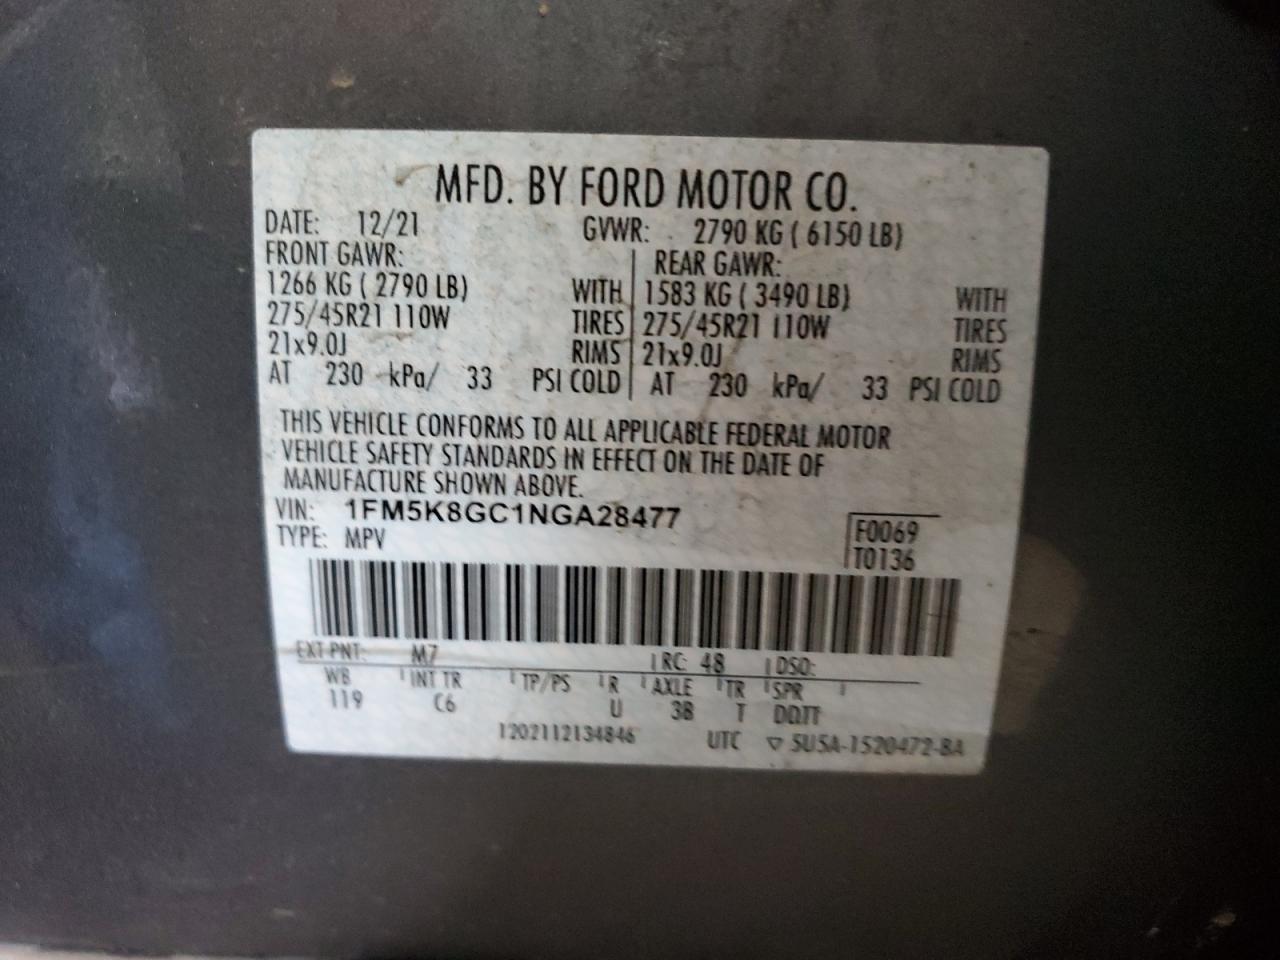 MFD. BY FORD MOTOR CO.
DATE: 12/21 GVWR: 2790 KG ( 6150 LB)
FRONT GAWR: REAR GAWR:
1266 KG ( 2790 LB) WITH 1583 KG ( 3490 LB) WITH
275/45R21 110W TIRES 275/45R21 110W TIRES
21x9.0J RIMS 21x9.0J RIMS
AT 230 kPa/ 33 PSI COLD AT 230 kPa/ 33 PSI COLD
THIS VEHICLE CONFORMS TO ALL APPLICABLE FEDERAL MOTOR
VEHICLE SAFETY STANDARDS IN EFFECT ON THE DATE OF
MANUFACTURE SHOWN ABOVE.
VIN: 1FM5K8GC1NGA28477 F0069
TYPE: MPV T0136
EXT PNT: M7 RC: 48 DSO:
WB INT TR TP/PS R AXLE TR SPR
119 C6 U 3B T DDTT
1202112134846 UTC ▽ 5U5A-1520472-BA